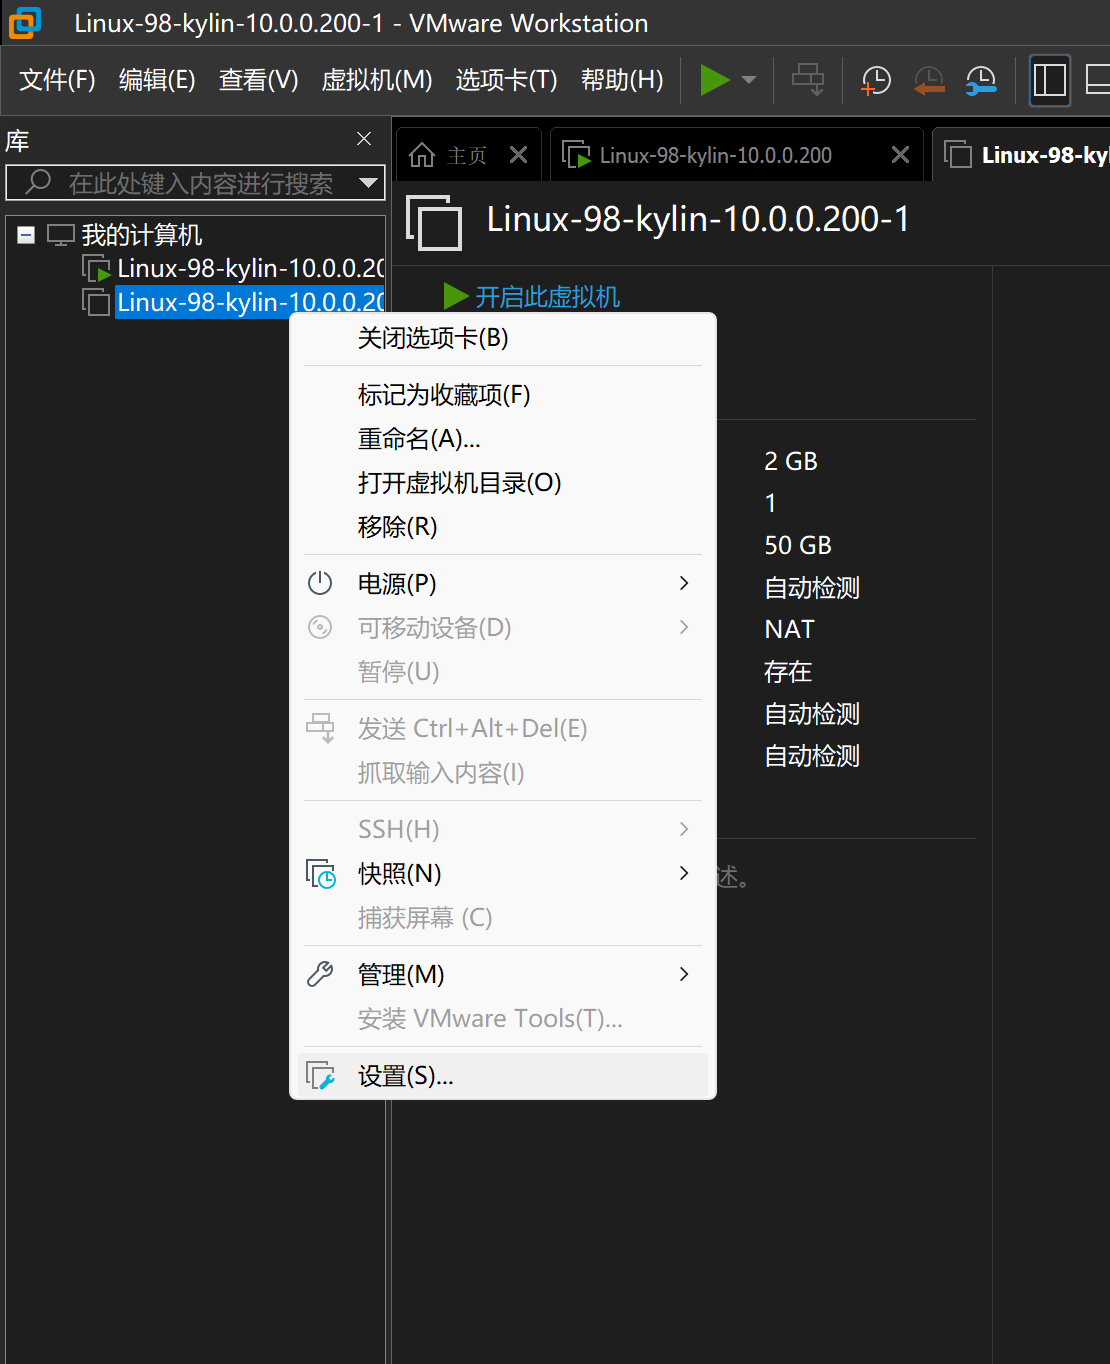 Linux-98-kylin-10.0.0.200-1 - VMware Workstation
文件(F) 编辑(E) 查看(V) 虚拟机(M) 选项卡(T) 帮助(H)
库
在此处键入内容进行搜索
我的计算机
Linux-98-kylin-10.0.0.20
Linux-98-kylin-10.0.0.20
主页
Linux-98-kylin-10.0.0.200
Linux-98-ky
Linux-98-kylin-10.0.0.200-1
开启此虚拟机
关闭选项卡(B)
标记为收藏项(F)
重命名(A)...
打开虚拟机目录(O)
移除(R)
电源(P)
可移动设备(D)
暂停(U)
发送 Ctrl+Alt+Del(E)
抓取输入内容(I)
SSH(H)
快照(N)
捕获屏幕 (C)
管理(M)
安装 VMware Tools(T)...
设置(S)...
2 GB
1
50 GB
自动检测
NAT
存在
自动检测
自动检测
述。